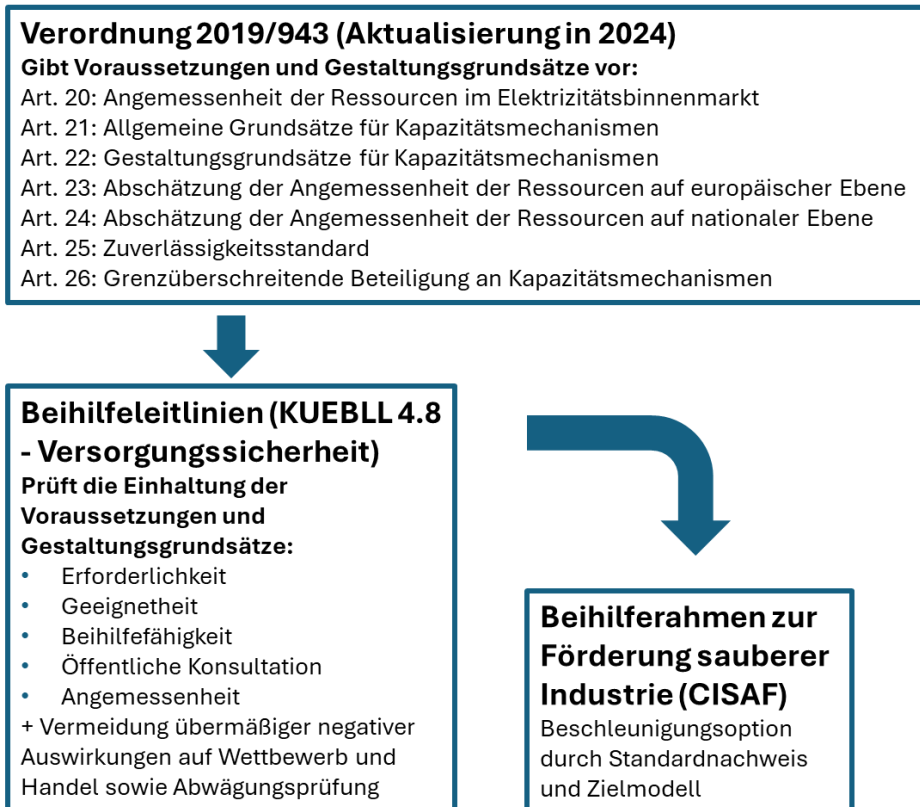 Verordnung 2019/943 (Aktualisierung in 2024)
Gibt Voraussetzungen und Gestaltungsgrundsätze vor:
Art. 20: Angemessenheit der Ressourcen im Elektrizitätsbinnenmarkt
Art. 21: Allgemeine Grundsätze für Kapazitätsmechanismen
Art. 22: Gestaltungsgrundsätze für Kapazitätsmechanismen
Art. 23: Abschätzung der Angemessenheit der Ressourcen auf europäischer Ebene
Art. 24: Abschätzung der Angemessenheit der Ressourcen auf nationaler Ebene
Art. 25: Zuverlässigkeitsstandard
Art. 26: Grenzüberschreitende Beteiligung an Kapazitätsmechanismen
Beihilfeleitlinien (KUEBLL 4.8
- Versorgungssicherheit)
Prüft die Einhaltung der
Voraussetzungen und
Gestaltungsgrundsätze:
• Erforderlichkeit
• Geeignetheit
• Beihilfefähigkeit
• Öffentliche Konsultation
• Angemessenheit
+ Vermeidung übermäßiger negativer
Auswirkungen auf Wettbewerb und
Handel sowie Abwägungsprüfung
Beihilferahmen zur
Förderung sauberer
Industrie (CISAF)
Beschleunigungsoption
durch Standardnachweis
und Zielmodell